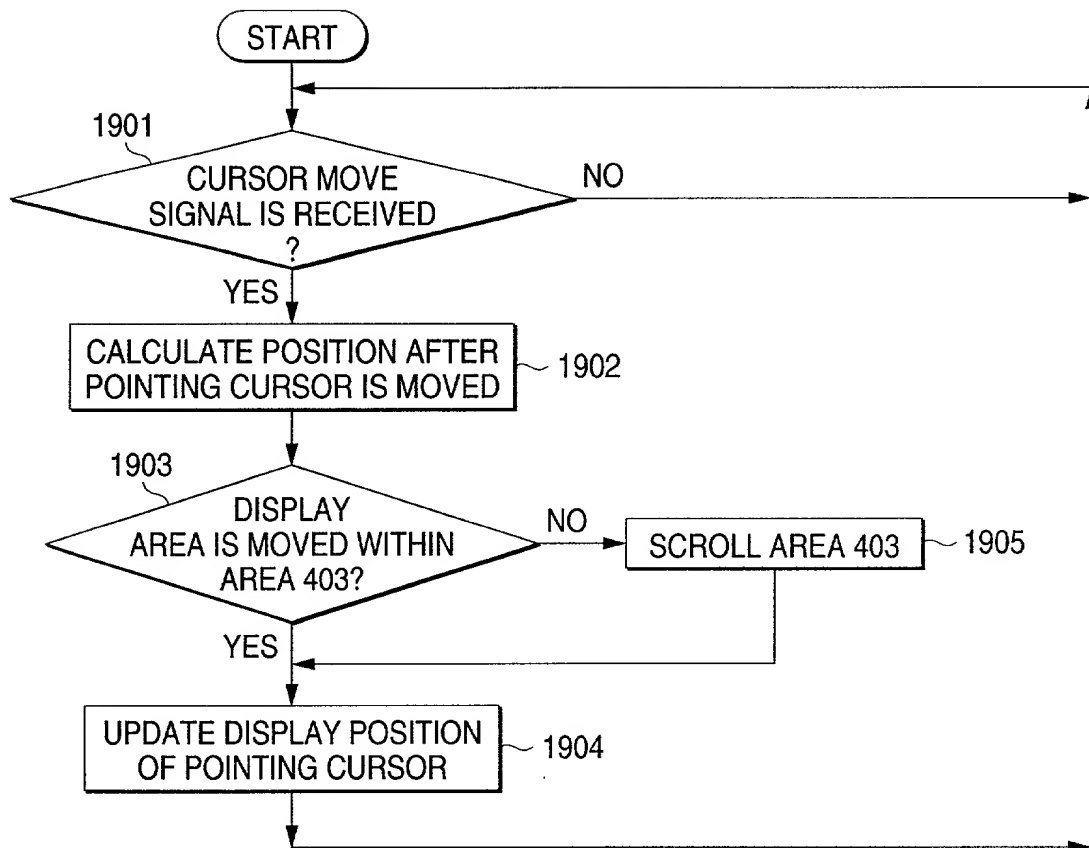 START
1901
CURSOR MOVE
SIGNAL IS RECEIVED
?
NO
YES
CALCULATE POSITION AFTER
POINTING CURSOR IS MOVED
1902
1903
DISPLAY
AREA IS MOVED WITHIN
AREA 403?
NO
SCROLL AREA 403
1905
YES
UPDATE DISPLAY POSITION
OF POINTING CURSOR
1904